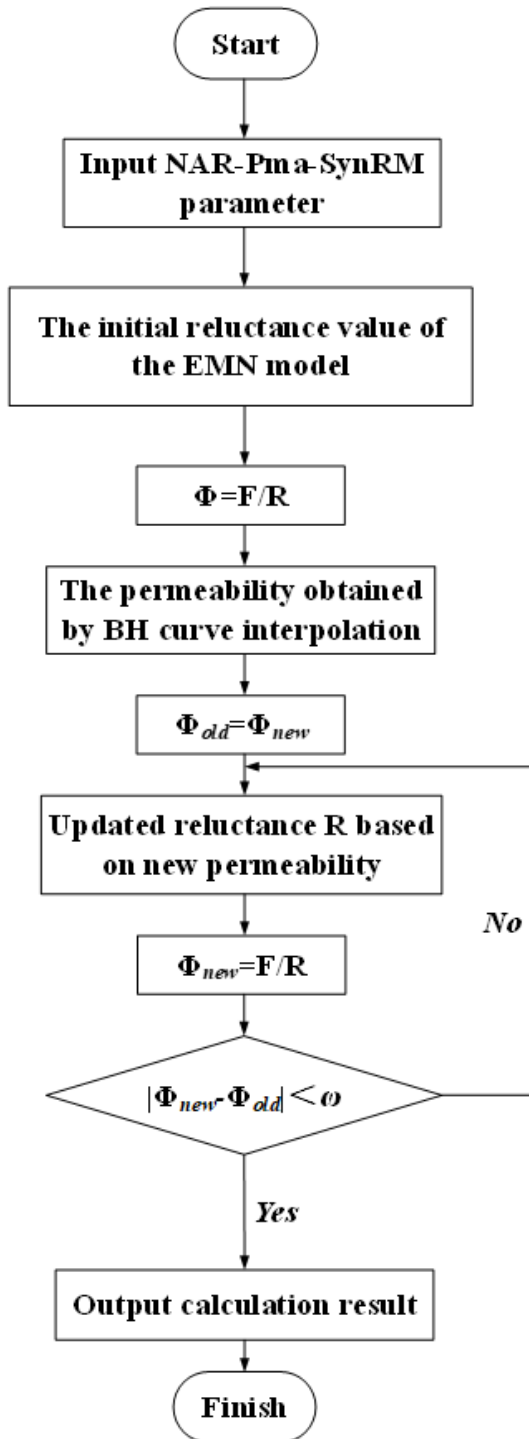 Start
Input NAR-Pma-SynRM
parameter
The initial reluctance value of
the EMN model
Φ=F/R
The permeability obtained
by BH curve interpolation
Φold=Φnew
Updated reluctance R based
on new permeability
No
Φnew=F/R
|Φnew-Φold|<ω
Yes
Output calculation result
Finish